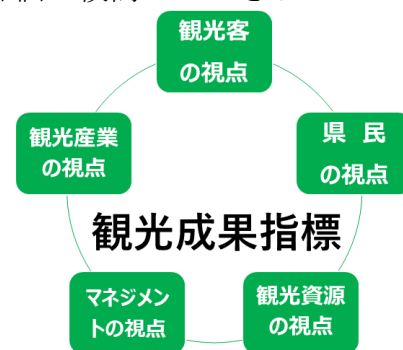 観光客
の視点
観光産業
の視点
県 民
の視点
観光成果指標
マネジメン
トの視点
観光資源
の視点